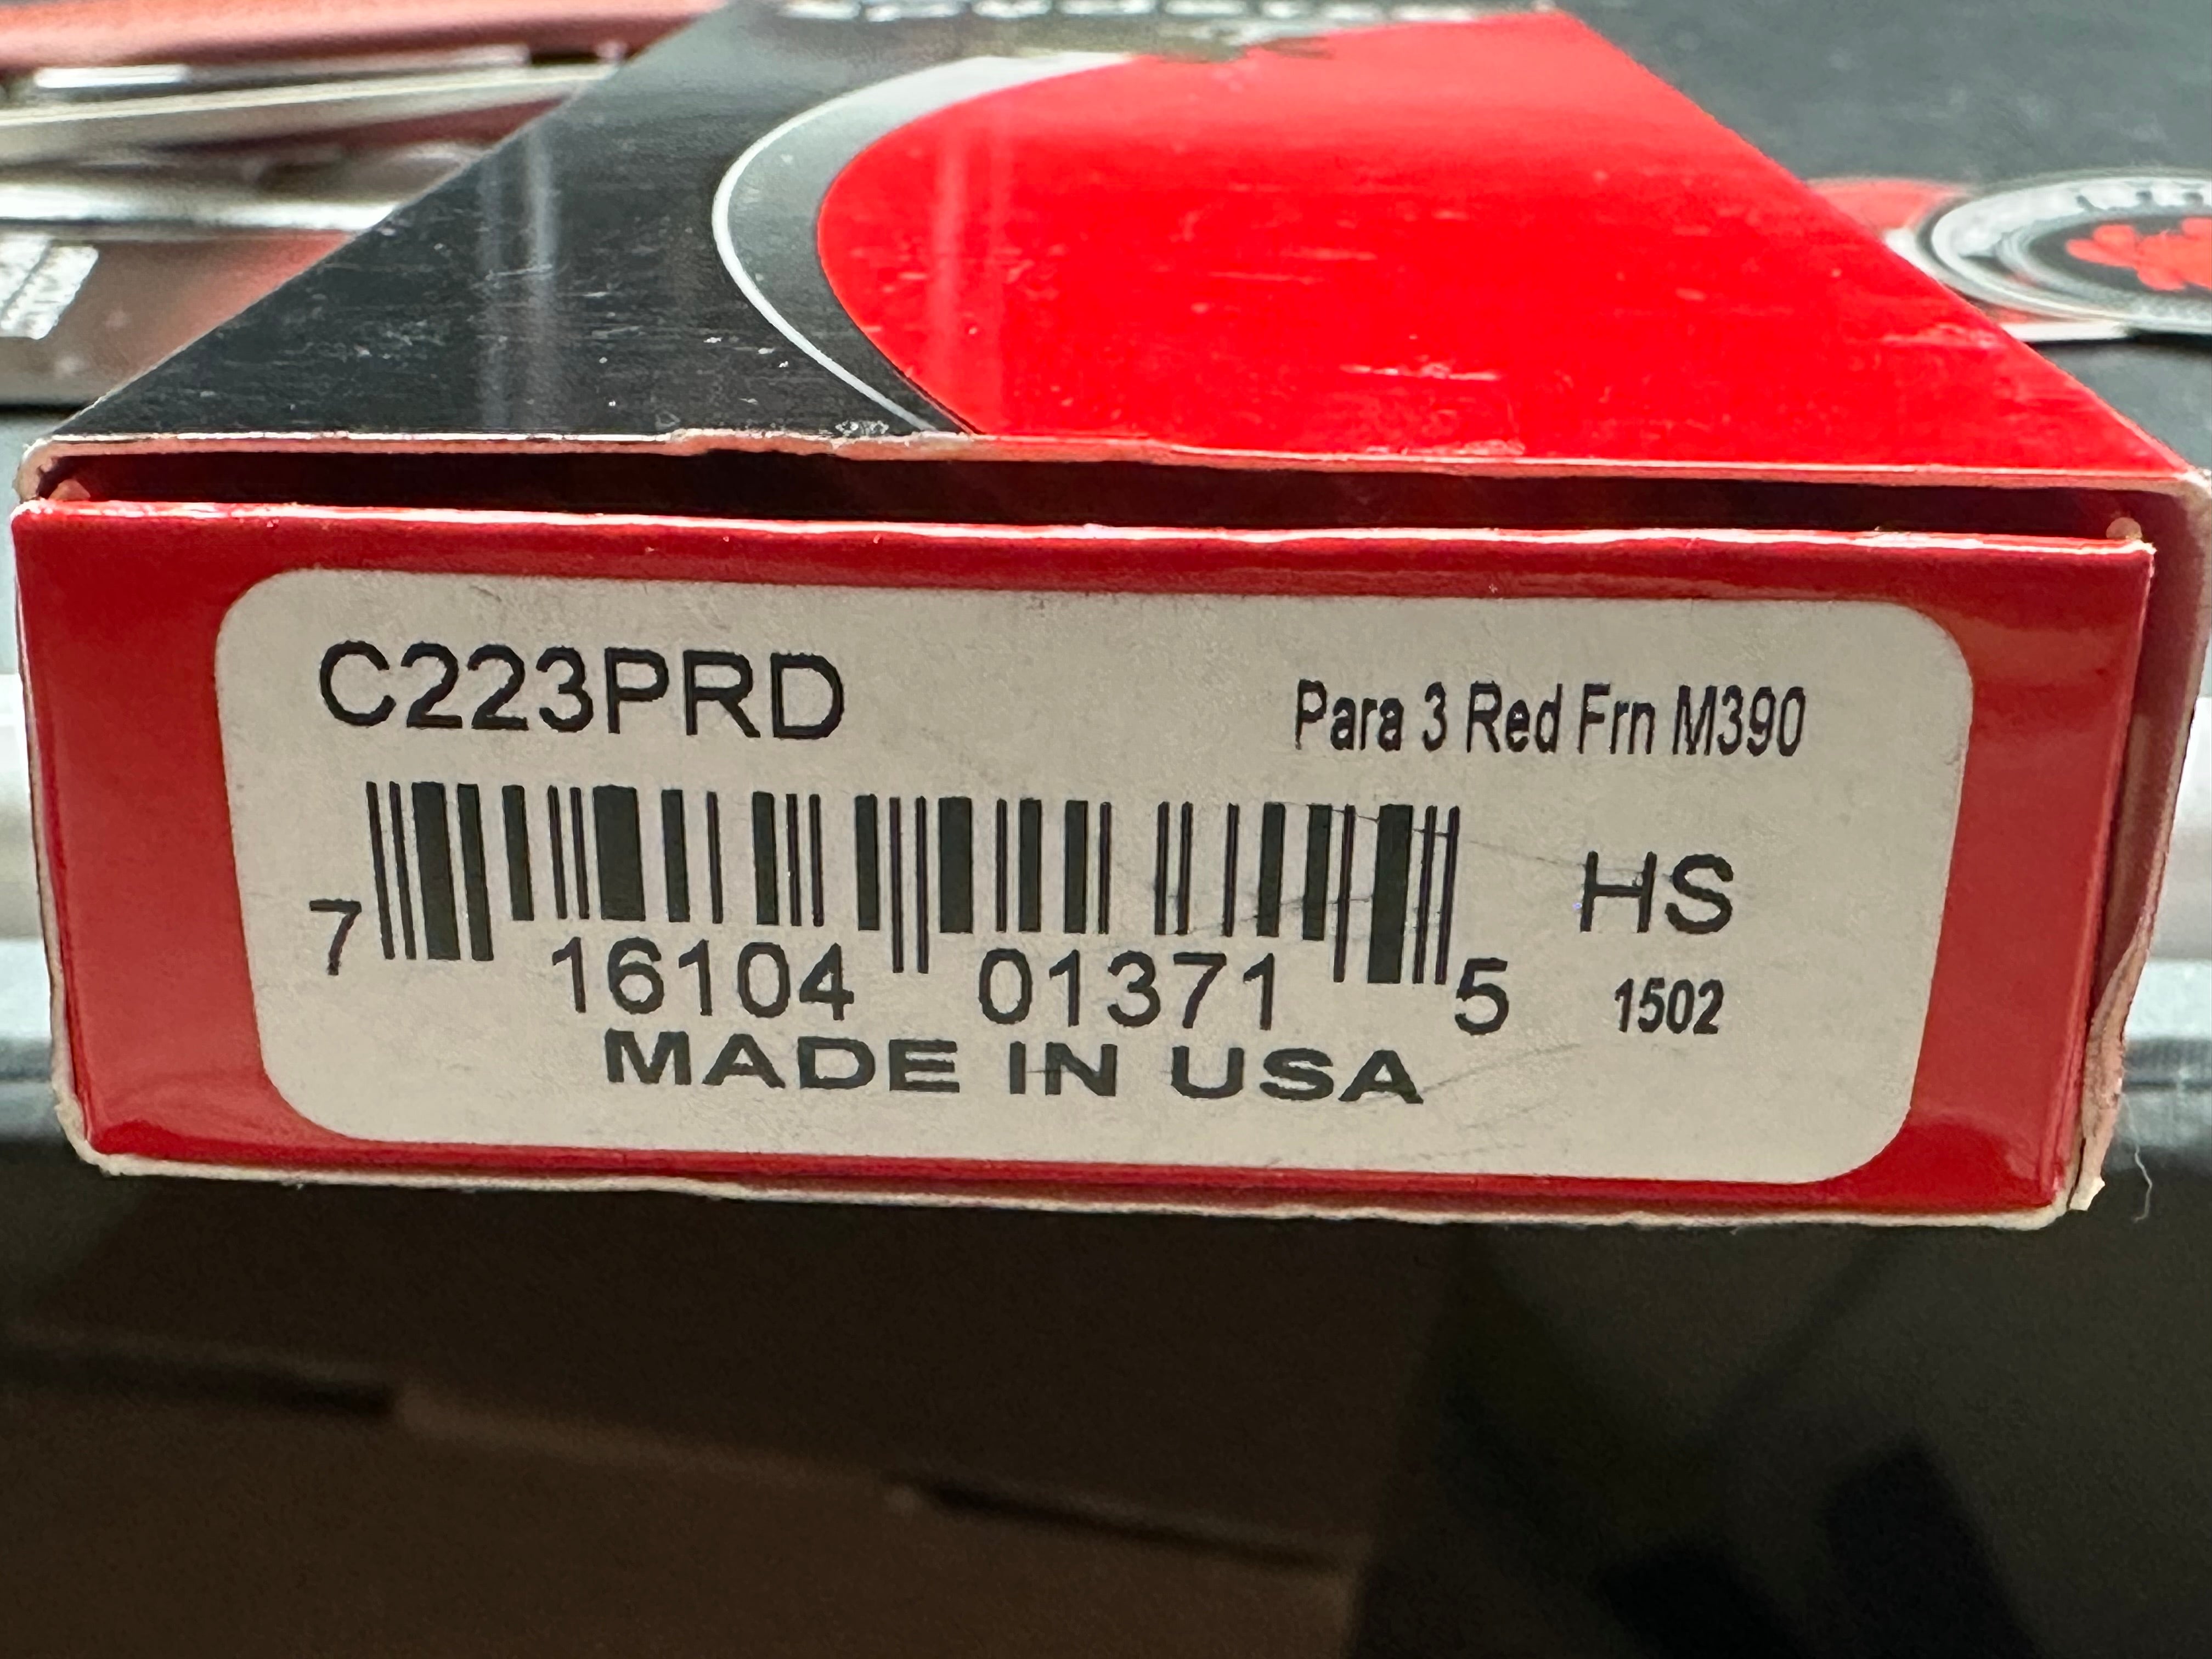 C223PRD
Para 3 Red Frn M390
7 16104 01371 5
HS
1502
MADE IN USA